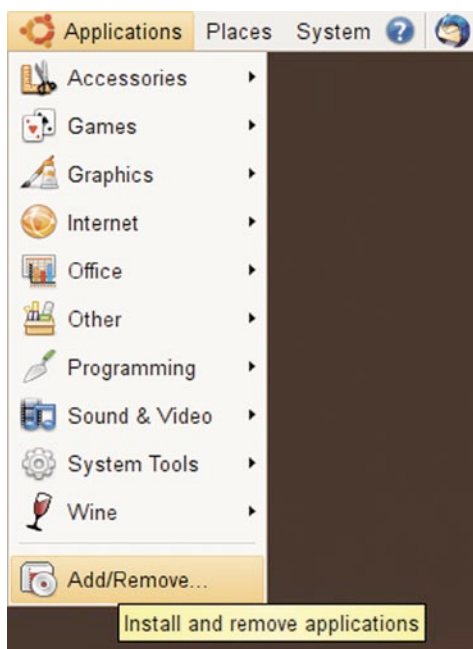 Applications Places System
Accessories
Games
Graphics
Internet
Office
Other
Programming
Sound & Video
System Tools
Wine
Add/Remove...
Install and remove applications